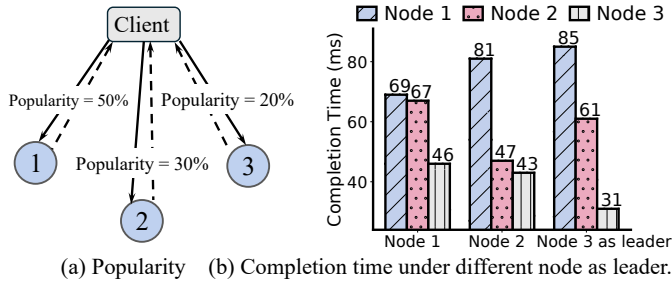 Client
Popularity = 50%
Popularity = 20%
Popularity = 30%
1
2
3
(a) Popularity
Node 1 Node 2 Node 3
Completion Time (ms)
80
60
40
69 67 46
81 47 43
85 61 31
Node 1 Node 2 Node 3 as leader
(b) Completion time under different node as leader.